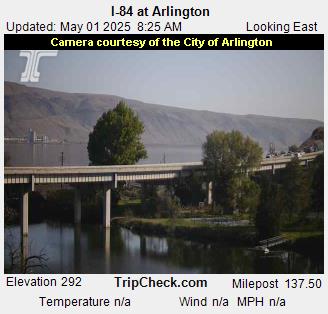 I-84 at Arlington
Updated: May 01 2025 8:25 AM Looking East
Camera courtesy of the City of Arlington
Elevation 292 TripCheck.com Milepost 137.50
Temperature n/a Wind n/a MPH n/a